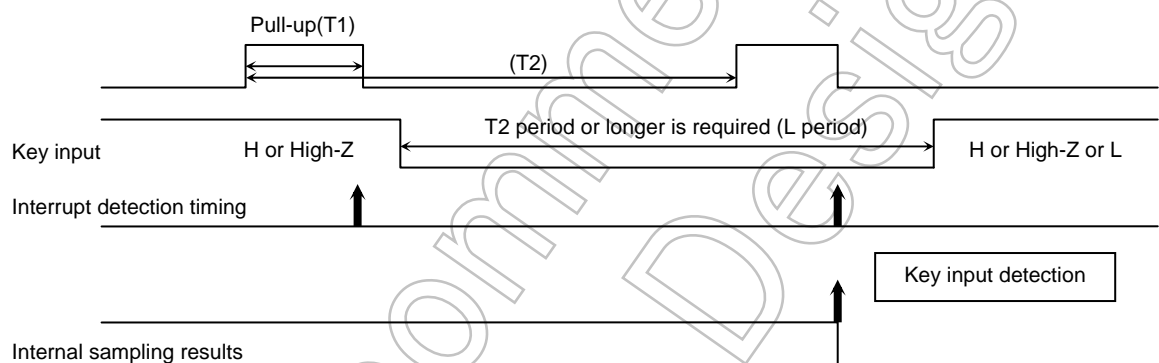 Pull-up(T1)
(T2)
T2 period or longer is required (L period)
Key input
H or High-Z
H or High-Z or L
Interrupt detection timing
Key input detection
Internal sampling results